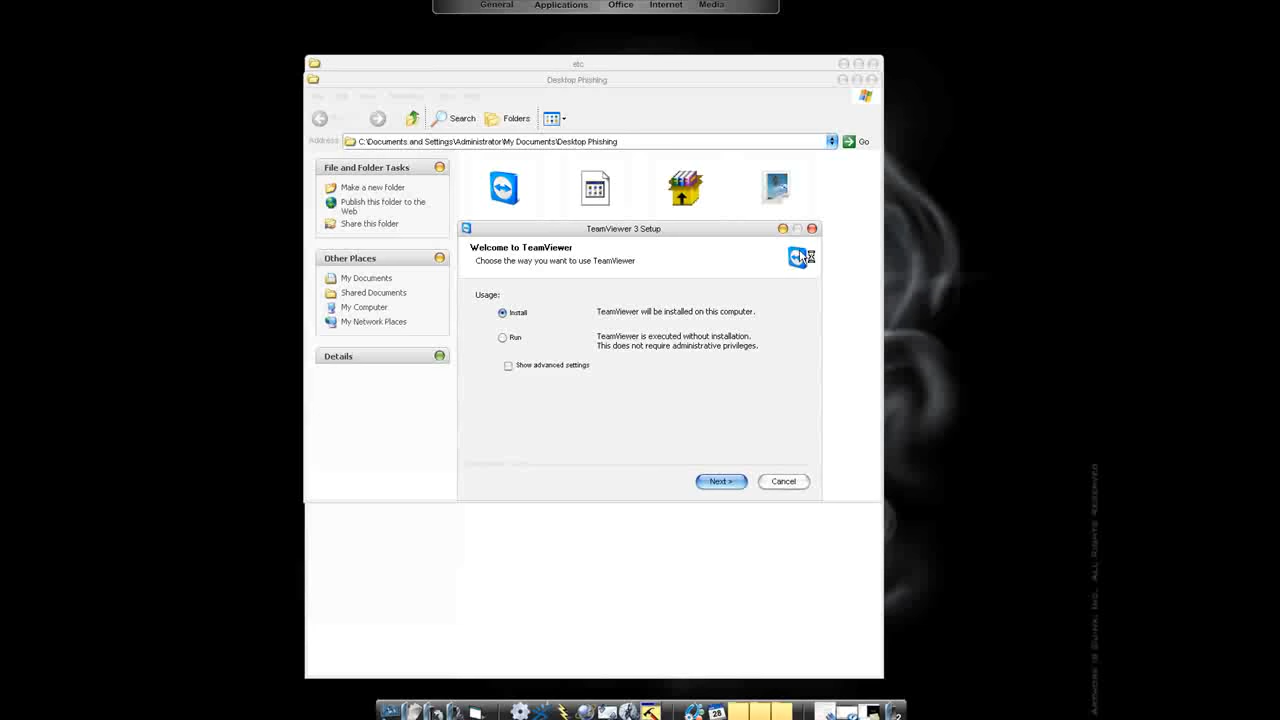 General Applications Office Internet Media
etc
Desktop Phishing
Search Folders
Address C:\Documents and Settings\Administrator\My Documents\Desktop Phishing Go
File and Folder Tasks
Make a new folder
Publish this folder to the
Web
Share this folder
Other Places
My Documents
Shared Documents
My Computer
My Network Places
Details
TeamViewer 3 Setup
Welcome to TeamViewer
Choose the way you want to use TeamViewer
Usage:
Install TeamViewer will be installed on this computer.
Run TeamViewer is executed without installation.
This does not require administrative privileges.
Show advanced settings
Next > Cancel
28
2